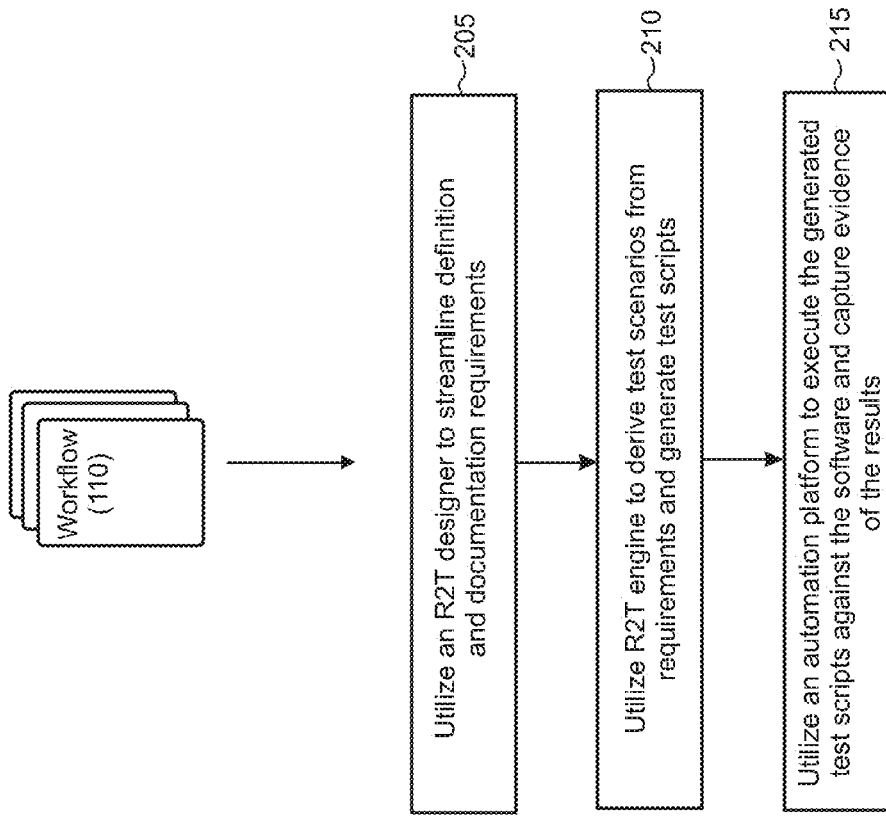 Workflow
(110)
Utilize an R2T designer to streamline definition
and documentation requirements
205
Utilize R2T engine to derive test scenarios from
requirements and generate test scripts
210
Utilize an automation platform to execute the generated
test scripts against the software and capture evidence
of the results
215